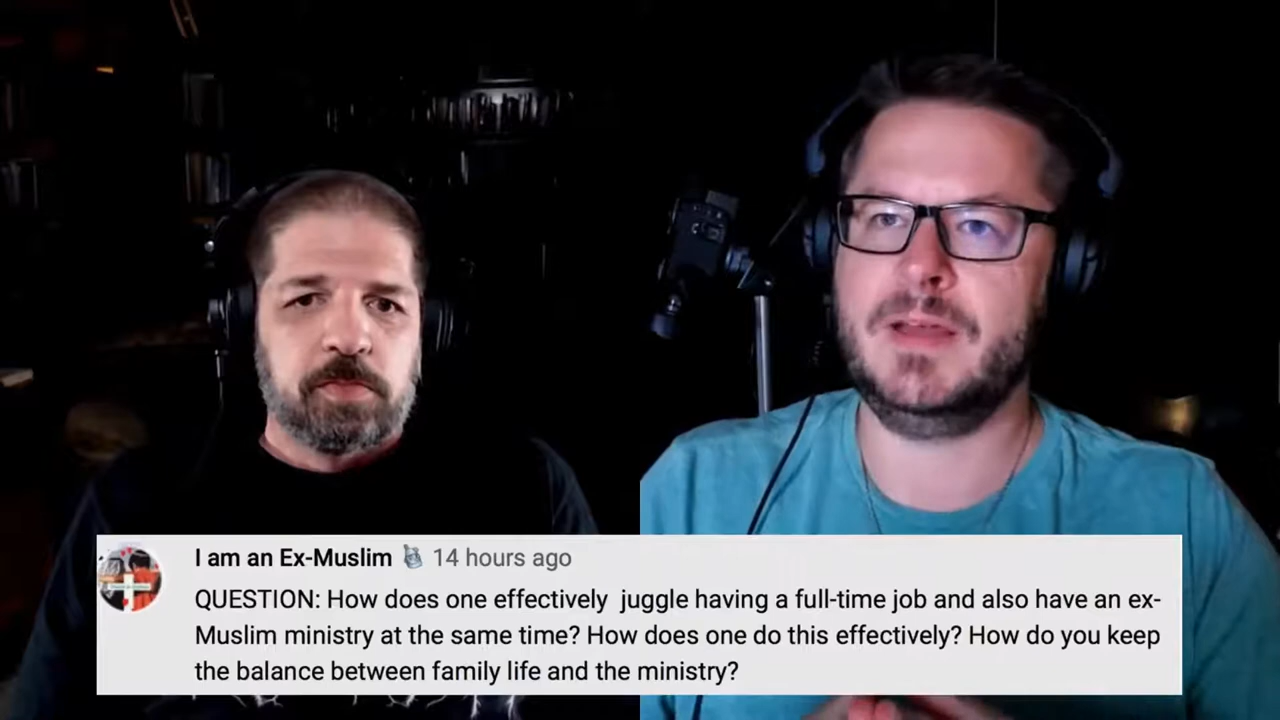 I am an Ex-Muslim 14 hours ago
QUESTION: How does one effectively juggle having a full-time job and also have an ex-
Muslim ministry at the same time? How does one do this effectively? How do you keep
the balance between family life and the ministry?